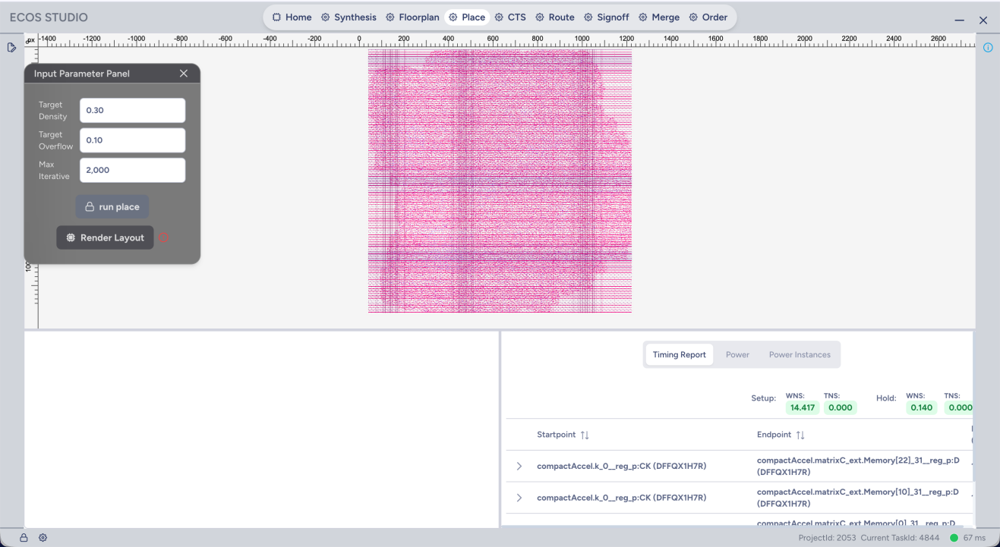 ECOS STUDIO
Home Synthesis Floorplan Place CTS Route Signoff Merge Order
px -1400 -1200 -1000 -800 -600 -400 -200 0 200 400 600 800 1000 1200 1400 1600 1800 2000 2200 2400 2600
Input Parameter Panel
Target Density 0.30
Target Overflow 0.10
Max Iterative 2,000
run place
Render Layout
Timing Report Power Power Instances
Setup: WNS: 14.417 TNS: 0.000 Hold: WNS: 0.140 TNS: 0.000
Startpoint Endpoint
compactAccel.k_0__reg_p:CK (DFFQX1H7R) compactAccel.matrixC_ext.Memory[22]_31__reg_p:D (DFFQX1H7R)
compactAccel.k_0__reg_p:CK (DFFQX1H7R) compactAccel.matrixC_ext.Memory[10]_31__reg_p:D (DFFQX1H7R)
compactAccel.matrixC_ext.Memory[0]_31__reg_p:D
ProjectId: 2053 Current TaskId: 4844 67 ms